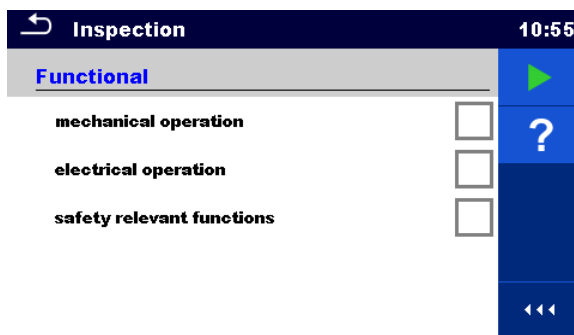 Inspection 10:55
Functional
mechanical operation
?
electrical operation
safety relevant functions